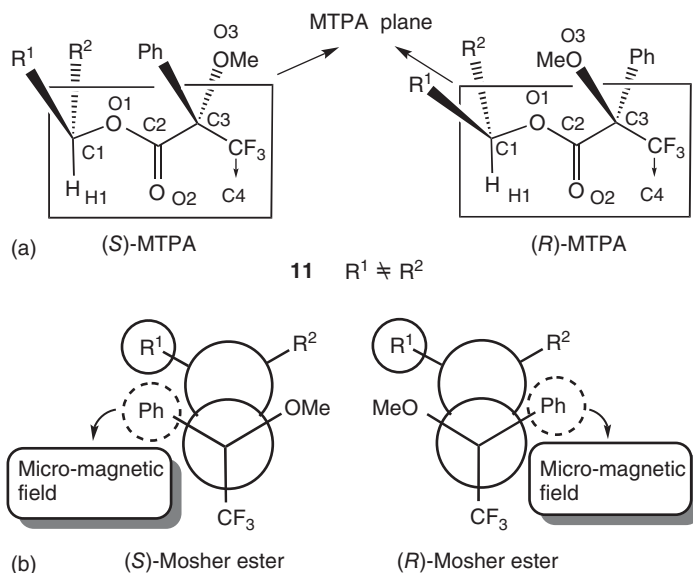 MTPA plane
R¹ R² Ph O3 OMe
O1 C2 C3 CF₃
C1 H H1 O O2 C4
R² R¹ MeO O3 Ph
O1 C2 C3 CF₃
C1 H H1 O O2 C4
(a) (S)-MTPA (R)-MTPA
11 R¹ ≠ R²
R¹ R² R¹ R²
Ph OMe MeO Ph
Micro-magnetic
field
CF₃
Micro-magnetic
field
CF₃
(b) (S)-Mosher ester (R)-Mosher ester